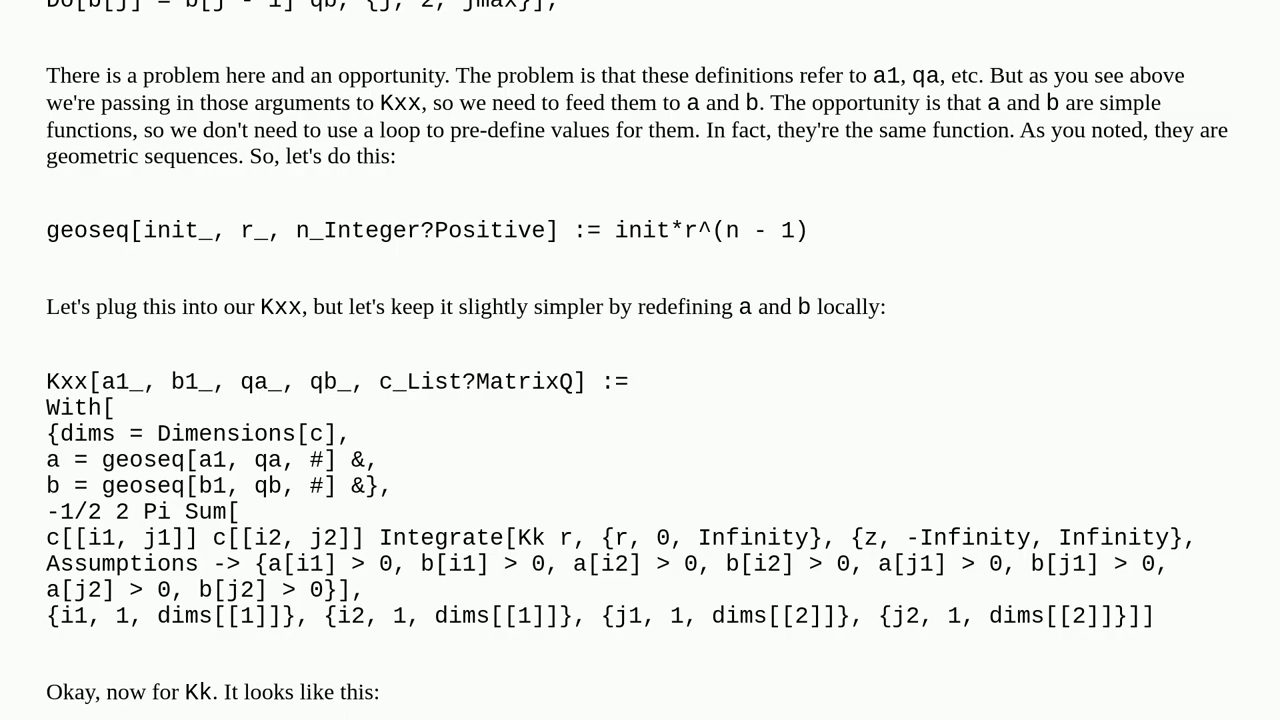 Do[b[j] = b[j - 1] qb, {j, 2, jmax}];
There is a problem here and an opportunity. The problem is that these definitions refer to a1, qa, etc. But as you see above
we're passing in those arguments to Kxx, so we need to feed them to a and b. The opportunity is that a and b are simple
functions, so we don't need to use a loop to pre-define values for them. In fact, they're the same function. As you noted, they are
geometric sequences. So, let's do this:
geoseq[init_, r_, n_Integer?Positive] := init*r^(n - 1)
Let's plug this into our Kxx, but let's keep it slightly simpler by redefining a and b locally:
Kxx[a1_, b1_, qa_, qb_, c_List?MatrixQ] :=
With[
{dims = Dimensions[c],
a = geoseq[a1, qa, #] &,
b = geoseq[b1, qb, #] &},
-1/2 2 Pi Sum[
c[[i1, j1]] c[[i2, j2]] Integrate[Kk r, {r, 0, Infinity}, {z, -Infinity, Infinity},
Assumptions -> {a[i1] > 0, b[i1] > 0, a[i2] > 0, b[i2] > 0, a[j1] > 0, b[j1] > 0,
a[j2] > 0, b[j2] > 0}],
{i1, 1, dims[[1]]}, {i2, 1, dims[[1]]}, {j1, 1, dims[[2]]}, {j2, 1, dims[[2]]}]]
Okay, now for Kk. It looks like this: